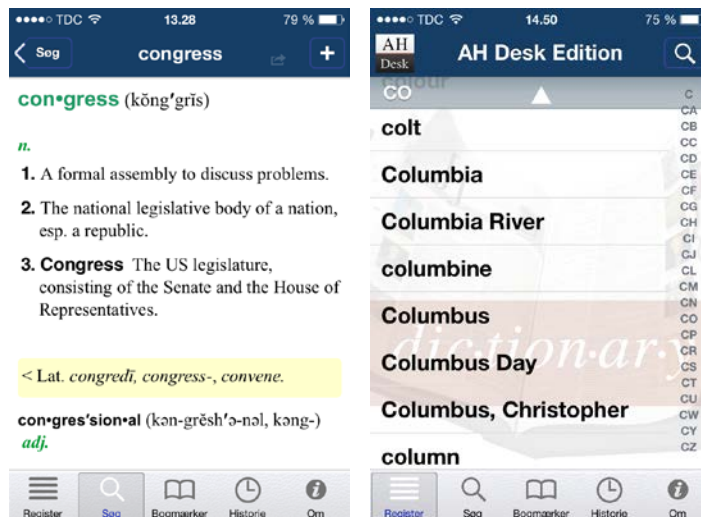 TDC 13.28 79 %
Søg congress +
con•gress (kŏng′grĭs)
n.
1. A formal assembly to discuss problems.
2. The national legislative body of a nation,
esp. a republic.
3. Congress The US legislature,
consisting of the Senate and the House of
Representatives.
< Lat. congredī, congress-, convene.
con•gres′sion•al (kən-grĕsh′ə-nəl, kəng-)
adj.
Register Søg Bogmærker Historie Om
TDC 14.50 75 %
AH
Desk
AH Desk Edition
colour
CO
colt
Columbia
Columbia River
columbine
Columbus
Columbus Day
Columbus, Christopher
column
dic·tion·ar·y
C
CA
CB
CC
CD
CE
CF
CG
CH
CI
CJ
CL
CM
CN
CO
CP
CR
CS
CT
CU
CW
CY
CZ
Register Søg Bogmærker Historie Om